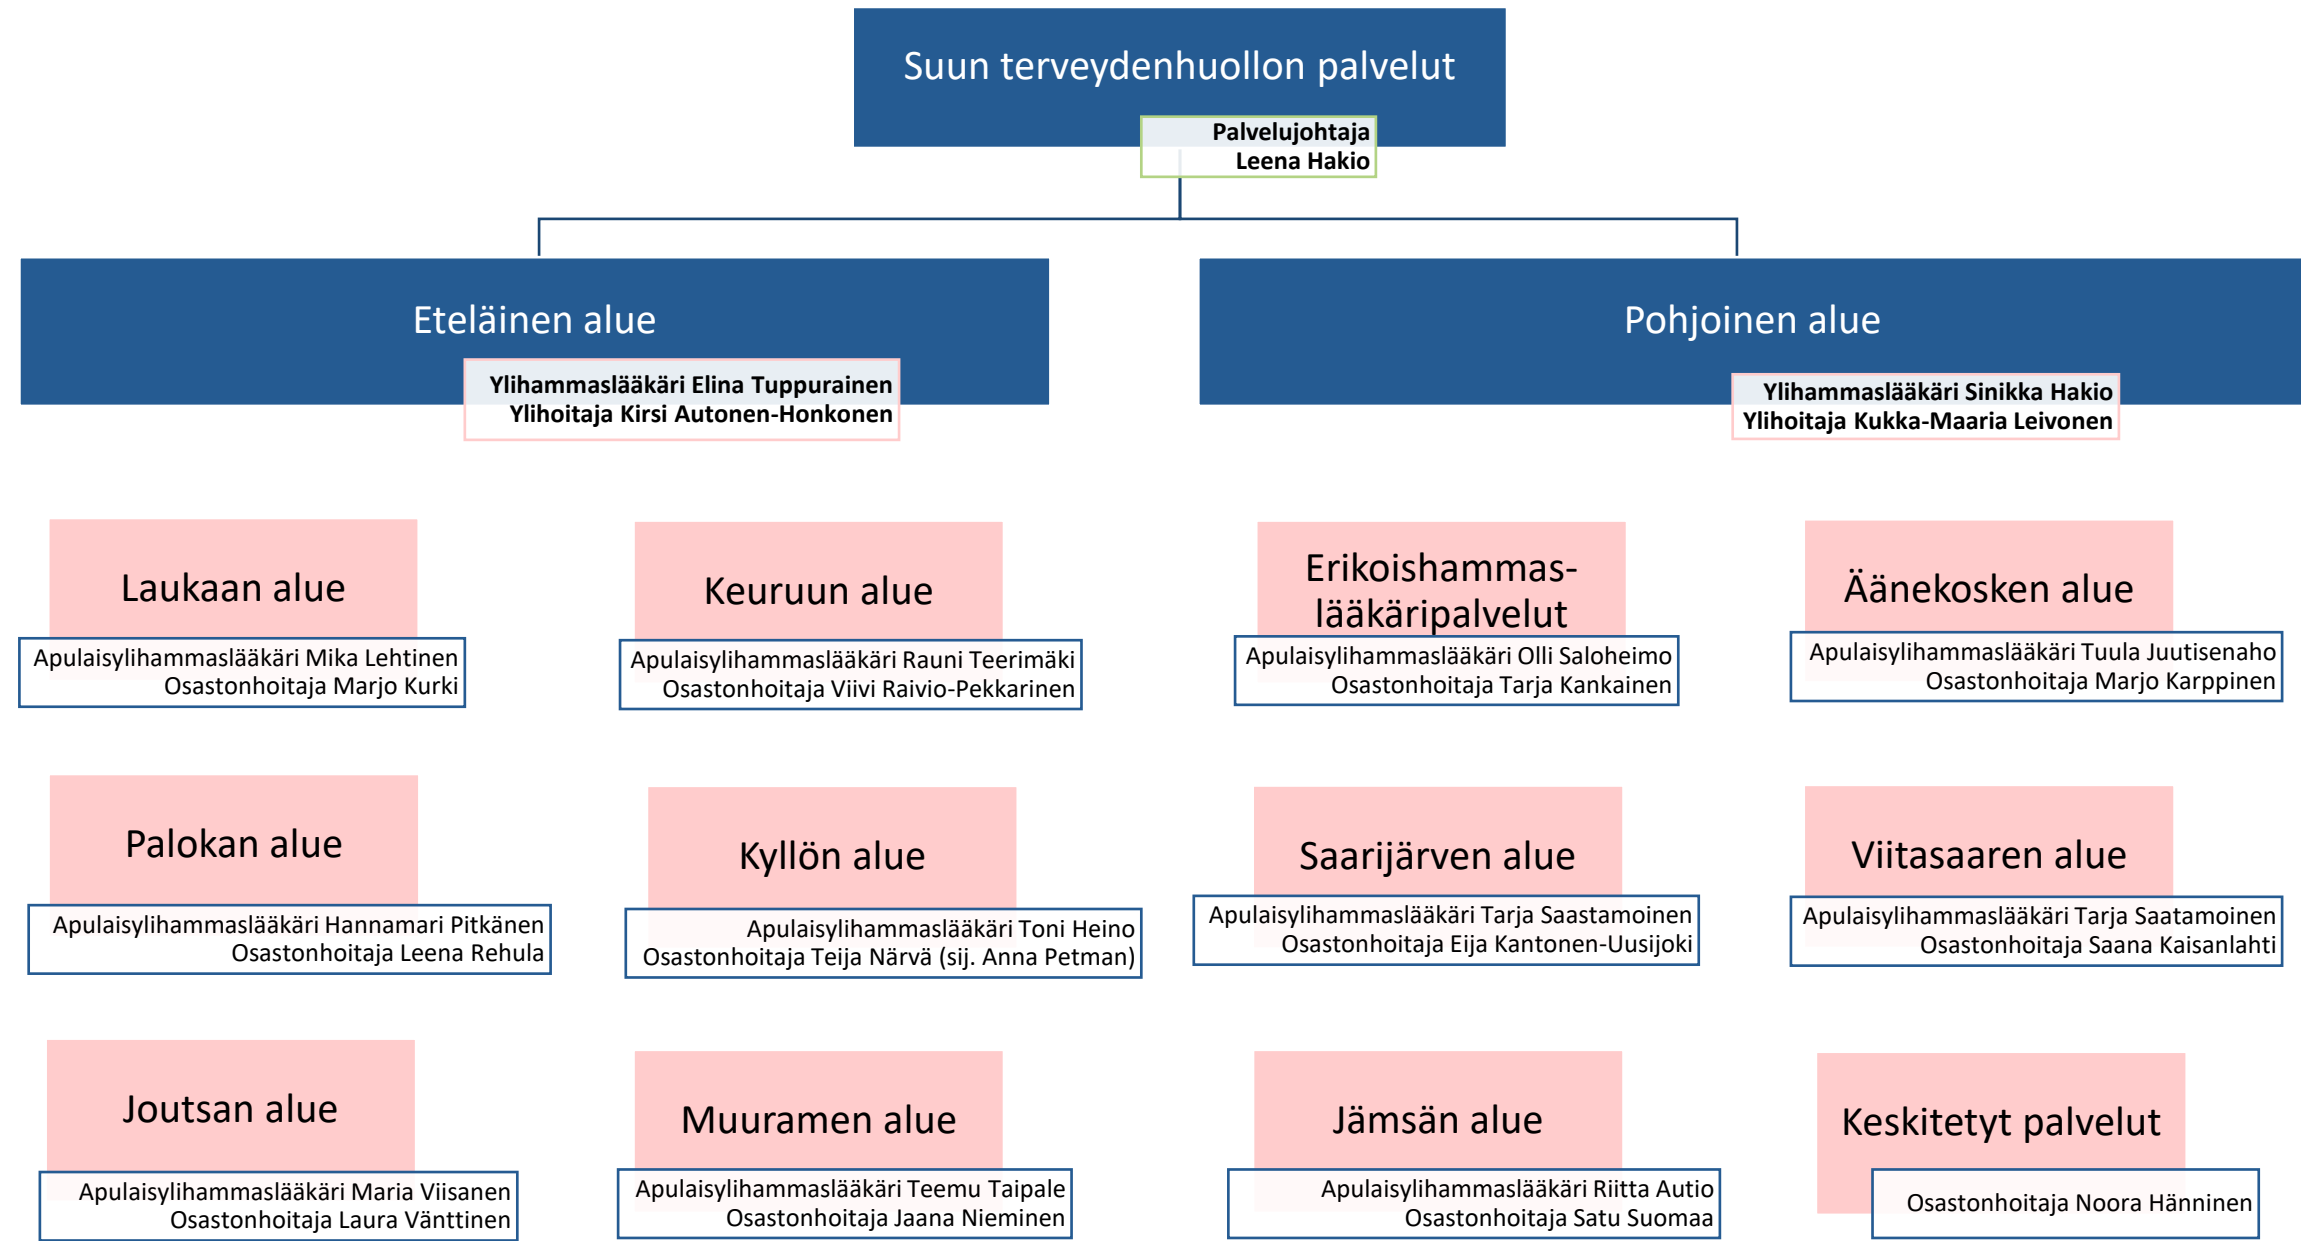 Suun terveydenhuollon palvelut
Palvelujohtaja
Leena Hakio
Eteläinen alue
Ylihammaslääkäri Elina Tuppurainen
Ylihoitaja Kirsi Autonen-Honkonen
Pohjoinen alue
Ylihammaslääkäri Sinikka Hakio
Ylihoitaja Kukka-Maaria Leivonen
Laukaan alue
Apulaisylihammaslääkäri Mika Lehtinen
Osastonhoitaja Marjo Kurki
Keuruun alue
Apulaisylihammaslääkäri Rauni Teerimäki
Osastonhoitaja Viivi Raivio-Pekkarinen
Erikoishammas-
lääkäripalvelut
Apulaisylihammaslääkäri Olli Saloheimo
Osastonhoitaja Tarja Kankainen
Äänekosken alue
Apulaisylihammaslääkäri Tuula Juutisenaho
Osastonhoitaja Marjo Karppinen
Palokan alue
Apulaisylihammaslääkäri Hannamari Pitkänen
Osastonhoitaja Leena Rehula
Kyllön alue
Apulaisylihammaslääkäri Toni Heino
Osastonhoitaja Teija Närvä (sij. Anna Petman)
Saarijärven alue
Apulaisylihammaslääkäri Tarja Saastamoinen
Osastonhoitaja Eija Kantonen-Uusijoki
Viitasaaren alue
Apulaisylihammaslääkäri Tarja Saatamoinen
Osastonhoitaja Saana Kaisanlahti
Joutsan alue
Apulaisylihammaslääkäri Maria Viisanen
Osastonhoitaja Laura Vänttinen
Muuramen alue
Apulaisylihammaslääkäri Teemu Taipale
Osastonhoitaja Jaana Nieminen
Jämsän alue
Apulaisylihammaslääkäri Riitta Autio
Osastonhoitaja Satu Suomaa
Keskitetyt palvelut
Osastonhoitaja Noora Hänninen